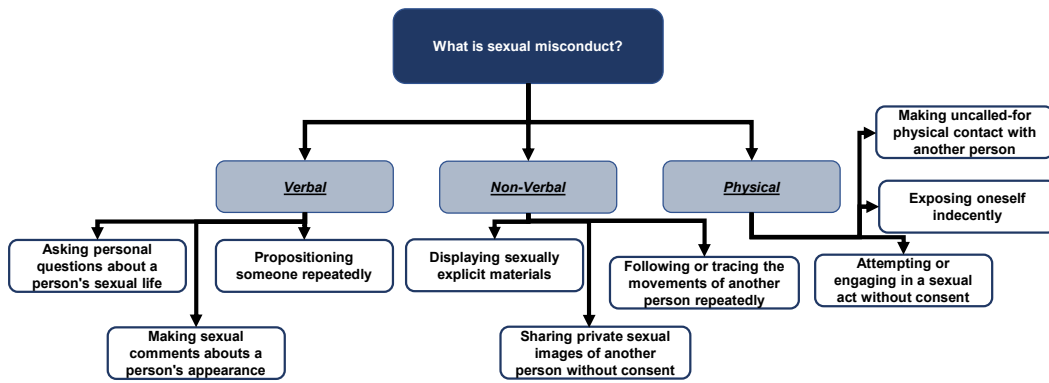 What is sexual misconduct?
Verbal
Non-Verbal
Physical
Making uncalled-for
physical contact with
another person
Exposing oneself
indecently
Attempting or
engaging in a sexual
act without consent
Asking personal
questions about a
person's sexual life
Propositioning
someone repeatedly
Making sexual
comments abouts a
person's appearance
Displaying sexually
explicit materials
Following or tracing the
movements of another
person repeatedly
Sharing private sexual
images of another
person without consent